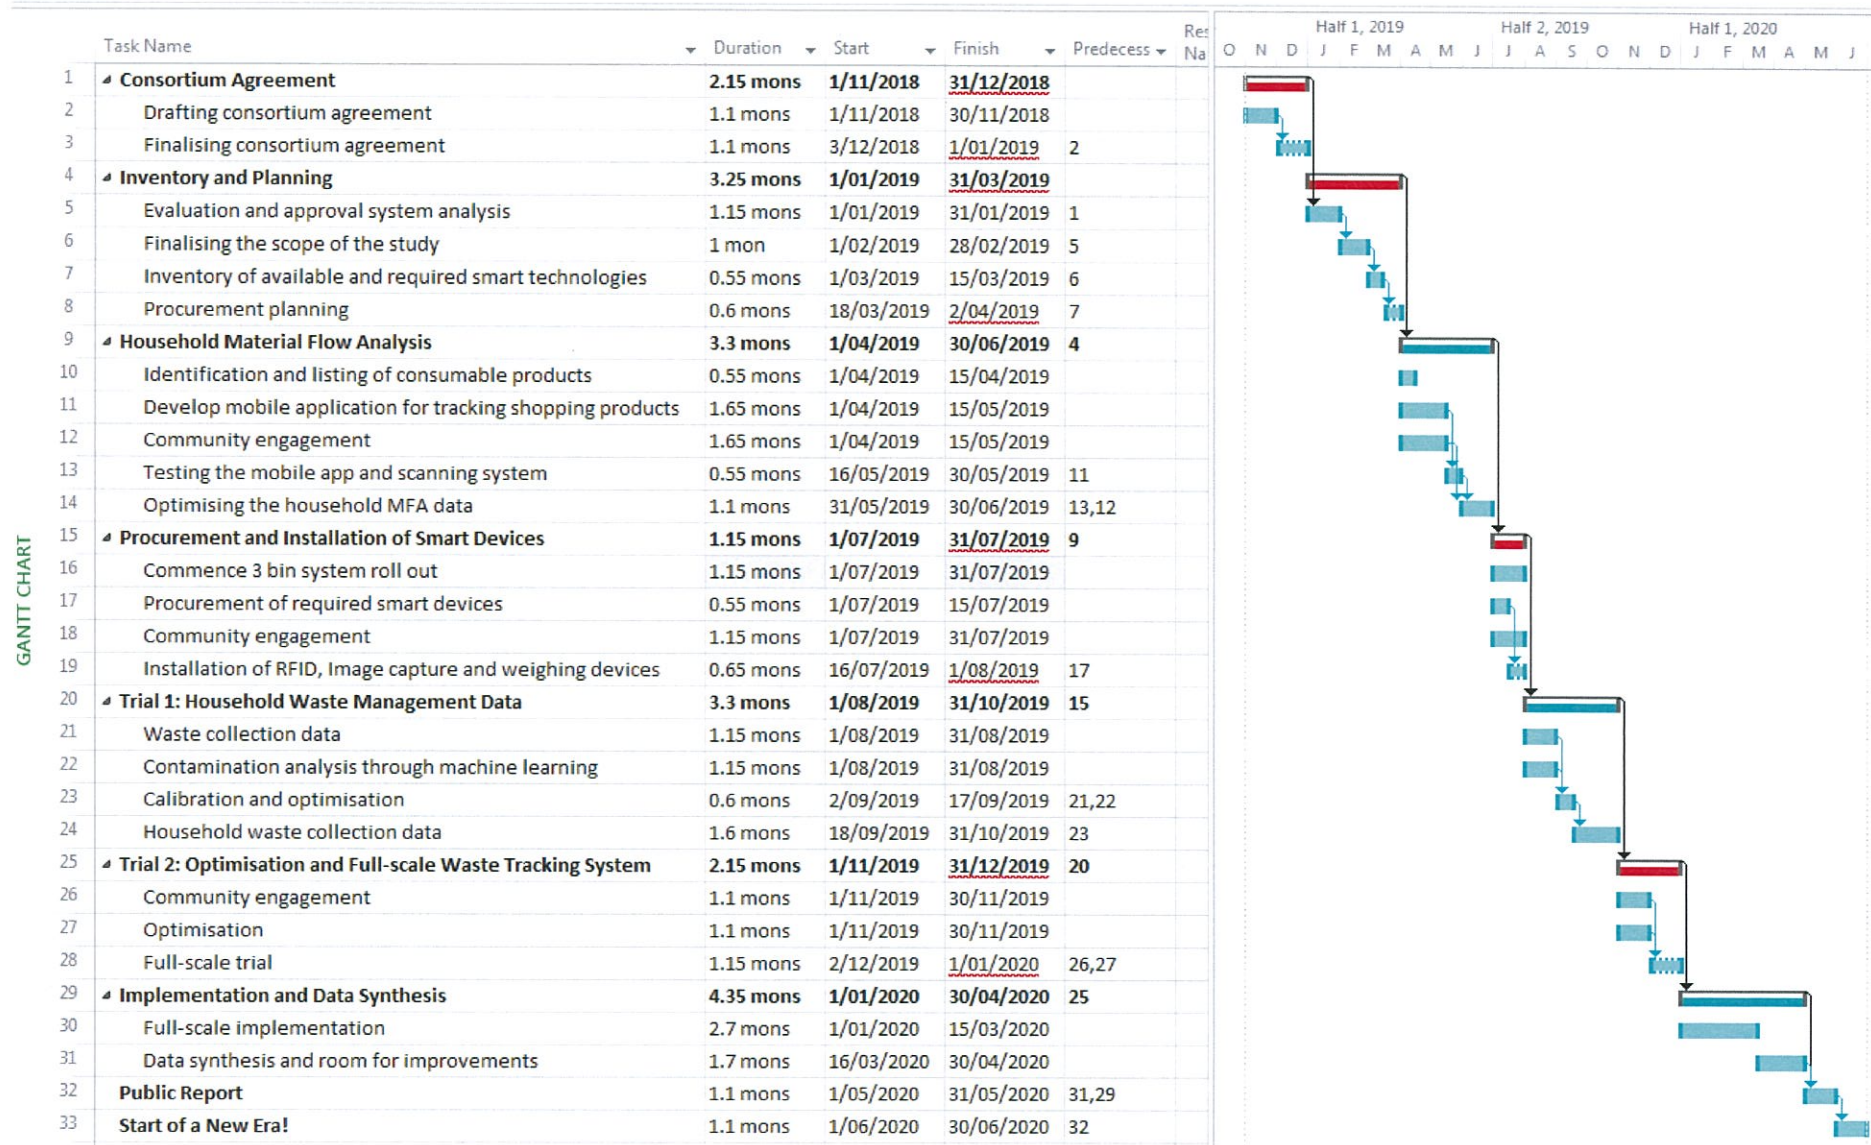 GANTT CHART
Task Name Duration Start Finish Predecess Res Na
Half 1, 2019 Half 2, 2019 Half 1, 2020
O N D J F M A M J J A S O N D J F M A M J
1 Consortium Agreement 2.15 mons 1/11/2018 31/12/2018
2 Drafting consortium agreement 1.1 mons 1/11/2018 30/11/2018
3 Finalising consortium agreement 1.1 mons 3/12/2018 1/01/2019 2
4 Inventory and Planning 3.25 mons 1/01/2019 31/03/2019
5 Evaluation and approval system analysis 1.15 mons 1/01/2019 31/01/2019 1
6 Finalising the scope of the study 1 mon 1/02/2019 28/02/2019 5
7 Inventory of available and required smart technologies 0.55 mons 1/03/2019 15/03/2019 6
8 Procurement planning 0.6 mons 18/03/2019 2/04/2019 7
9 Household Material Flow Analysis 3.3 mons 1/04/2019 30/06/2019 4
10 Identification and listing of consumable products 0.55 mons 1/04/2019 15/04/2019
11 Develop mobile application for tracking shopping products 1.65 mons 1/04/2019 15/05/2019
12 Community engagement 1.65 mons 1/04/2019 15/05/2019
13 Testing the mobile app and scanning system 0.55 mons 16/05/2019 30/05/2019 11
14 Optimising the household MFA data 1.1 mons 31/05/2019 30/06/2019 13,12
15 Procurement and Installation of Smart Devices 1.15 mons 1/07/2019 31/07/2019 9
16 Commence 3 bin system roll out 1.15 mons 1/07/2019 31/07/2019
17 Procurement of required smart devices 0.55 mons 1/07/2019 15/07/2019
18 Community engagement 1.15 mons 1/07/2019 31/07/2019
19 Installation of RFID, Image capture and weighing devices 0.65 mons 16/07/2019 1/08/2019 17
20 Trial 1: Household Waste Management Data 3.3 mons 1/08/2019 31/10/2019 15
21 Waste collection data 1.15 mons 1/08/2019 31/08/2019
22 Contamination analysis through machine learning 1.15 mons 1/08/2019 31/08/2019
23 Calibration and optimisation 0.6 mons 2/09/2019 17/09/2019 21,22
24 Household waste collection data 1.6 mons 18/09/2019 31/10/2019 23
25 Trial 2: Optimisation and Full-scale Waste Tracking System 2.15 mons 1/11/2019 31/12/2019 20
26 Community engagement 1.1 mons 1/11/2019 30/11/2019
27 Optimisation 1.1 mons 1/11/2019 30/11/2019
28 Full-scale trial 1.15 mons 2/12/2019 1/01/2020 26,27
29 Implementation and Data Synthesis 4.35 mons 1/01/2020 30/04/2020 25
30 Full-scale implementation 2.7 mons 1/01/2020 15/03/2020
31 Data synthesis and room for improvements 1.7 mons 16/03/2020 30/04/2020
32 Public Report 1.1 mons 1/05/2020 31/05/2020 31,29
33 Start of a New Era! 1.1 mons 1/06/2020 30/06/2020 32